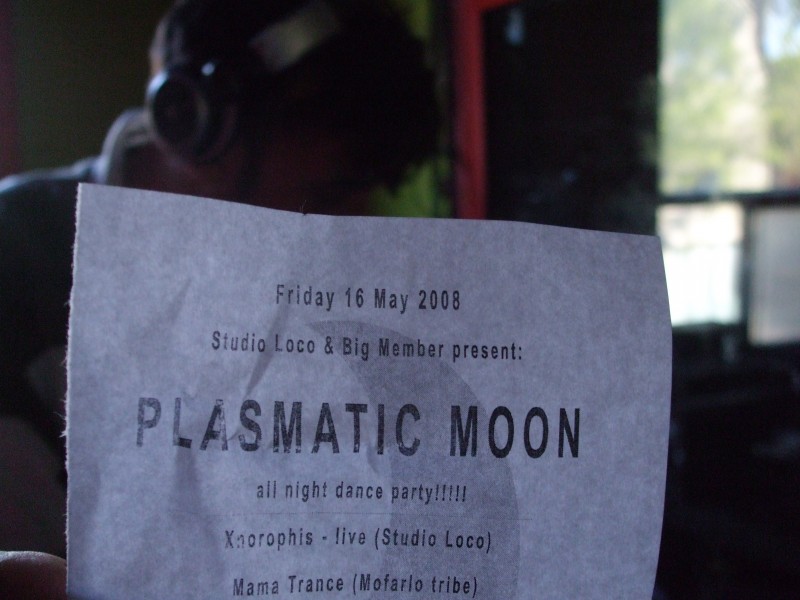 Friday 16 May 2008
Studio Loco & Big Member present:
PLASMATIC MOON
all night dance party!!!!!
Xnorophis - live (Studio Loco)
Mama Trance (Mofarlo tribe)